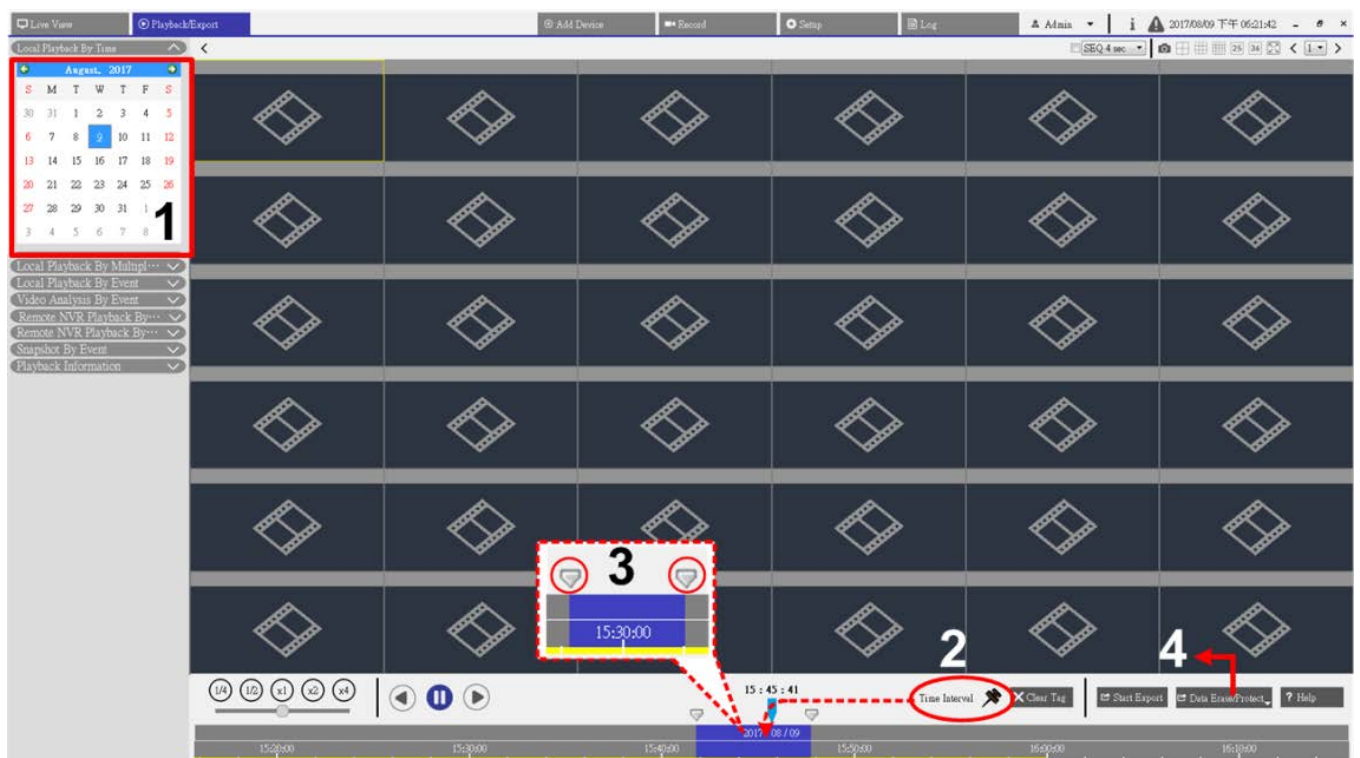 Live View Playback/Export Add Device Record Setup Log Admin i 2017/08/09 下午 06:21:42
Local Playback By Time SEQ 4 sec 25 36 1
August, 2017
S M T W T F S
30 31 1 2 3 4 5
6 7 8 9 10 11 12
13 14 15 16 17 18 19
20 21 22 23 24 25 26
27 28 29 30 31 1
3 4 5 6 7 8
1
Local Playback By Multipl···
Local Playback By Event
Video Analysis By Event
Remote NVR Playback By···
Remote NVR Playback By···
Snapshot By Event
Playback Information
3
15:30:00
2
4
1/4 1/2 x1 x2 x4
15 : 45 : 41
Time Interval Clear Tag Start Export Data Erase/Protect ? Help
2017 08 / 09
15:20:00 15:30:00 15:40:00 15:50:00 16:00:00 16:10:00